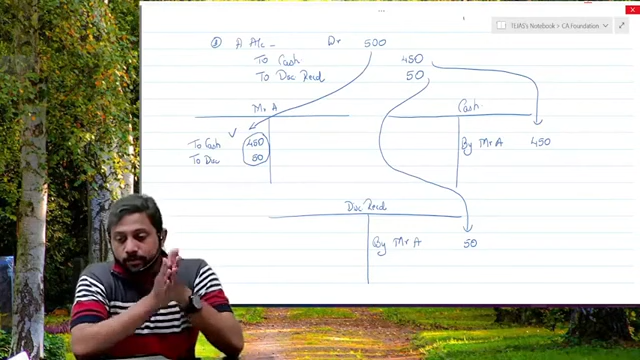 TEJAS's Notebook > CA Foundation
A A/c - Dr 500
To Cash 450
To Disc Recd 50
Mr A
To Cash 450
To Disc 50
Cash
By Mr A 450
Disc Recd
By Mr A 50